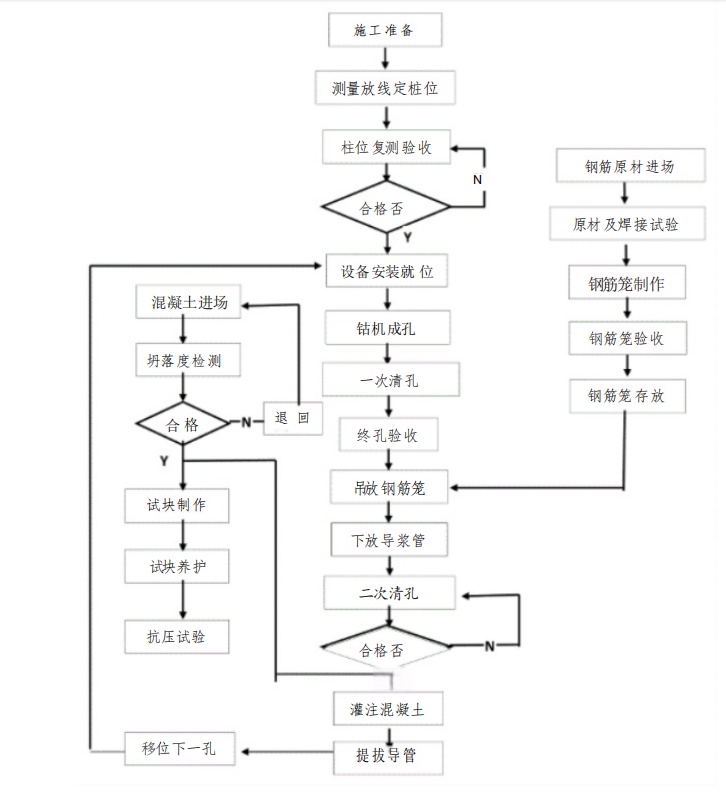 施工准备
测量放线定桩位
柱位复测验收
N
合格否
Y
钢筋原材进场
原材及焊接试验
钢筋笼制作
钢筋笼验收
钢筋笼存放
设备安装就位
混凝土进场
钻机成孔
坍落度检测
一次清孔
合格
N
退 回
终孔验收
Y
吊放钢筋笼
试块制作
下放导浆管
试块养护
二次清孔
抗压试验
合格否
N
灌注混凝土
移位下一孔
提拔导管